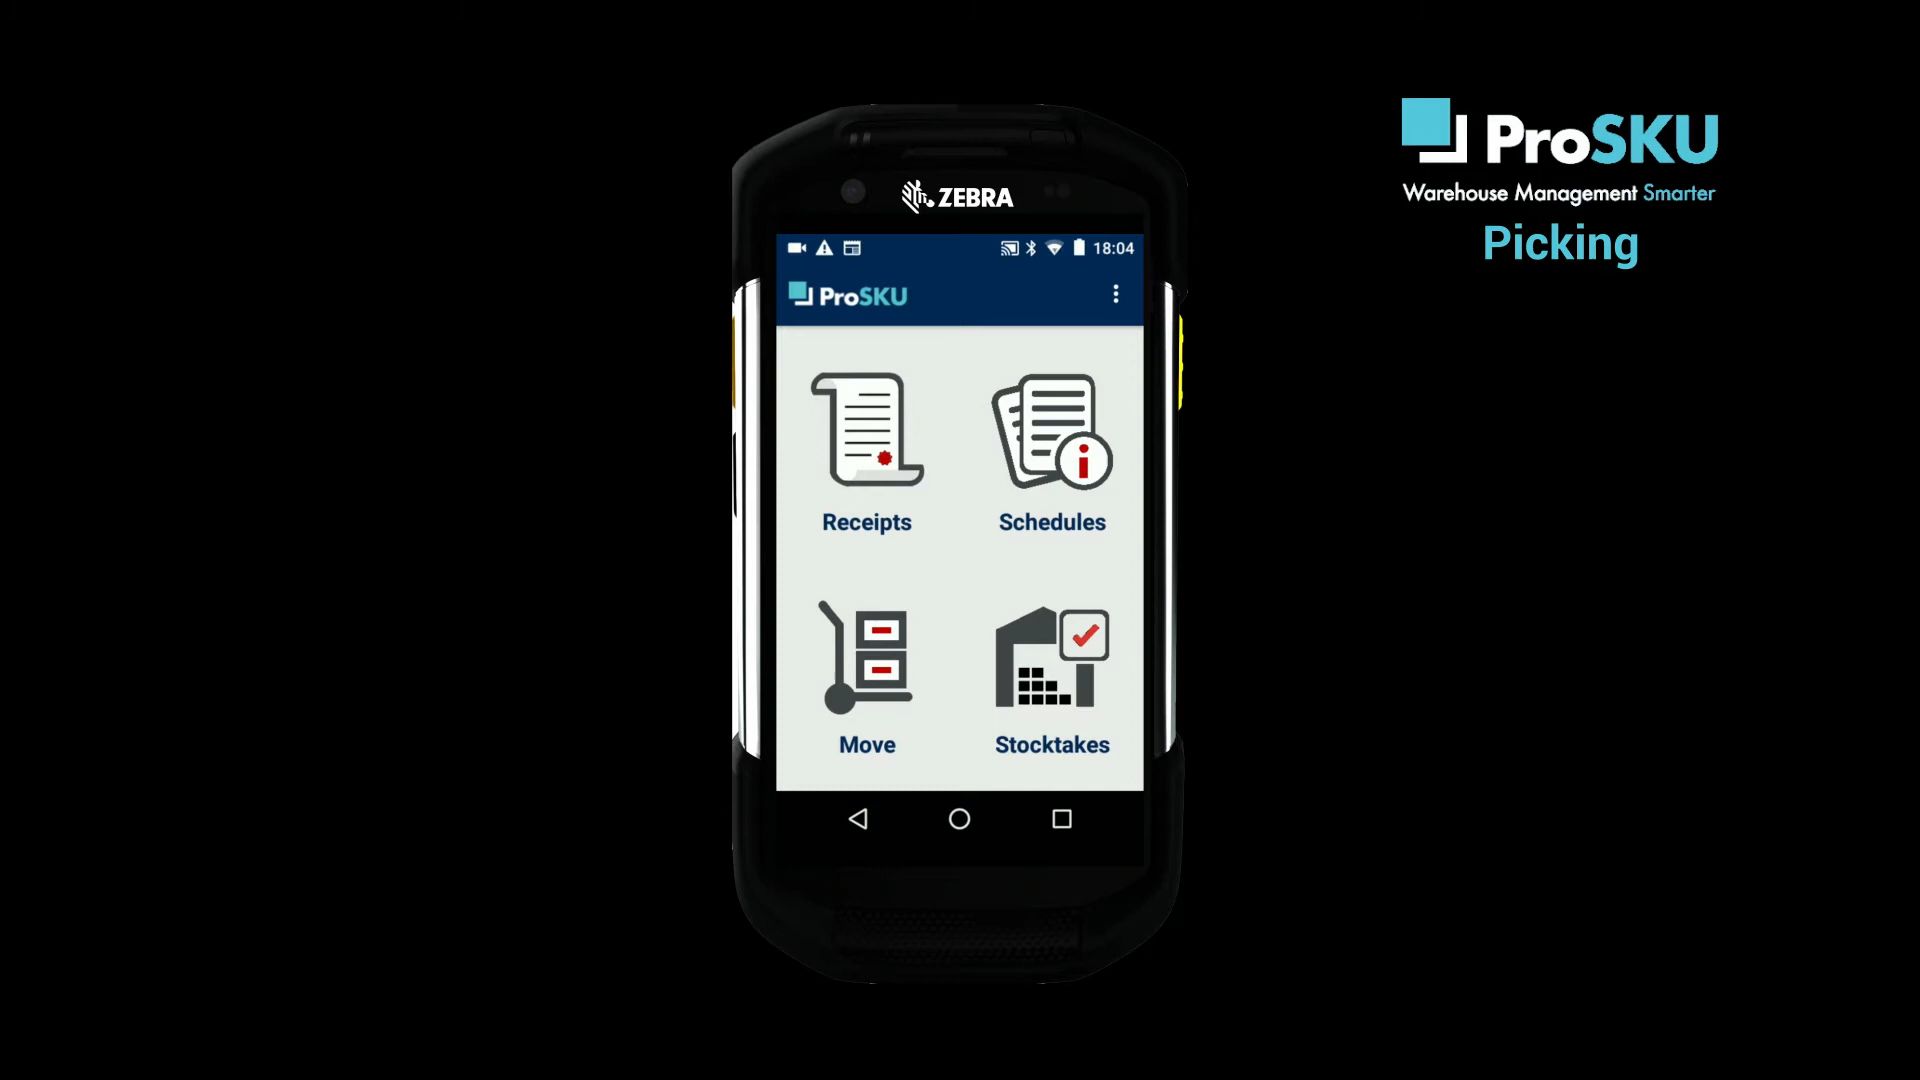 ProSKU
Warehouse Management Smarter
Picking
ZEBRA
18:04
ProSKU
Receipts
Schedules
Move
Stocktakes